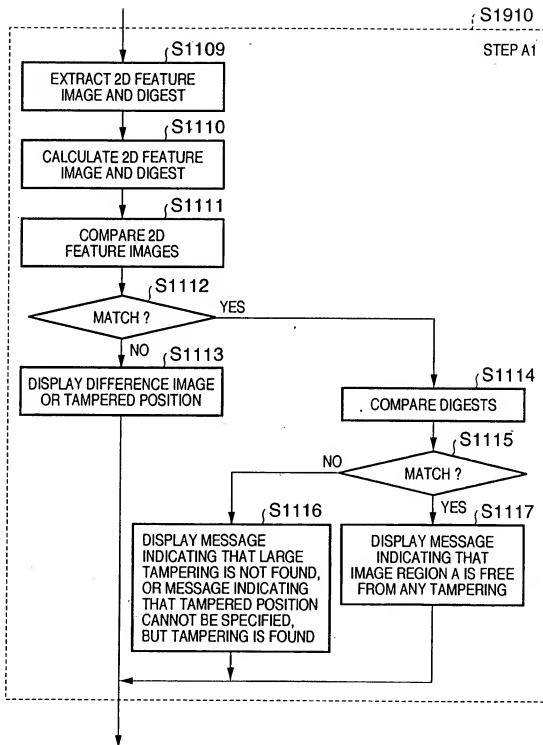 S1910
STEP A1
S1109
EXTRACT 2D FEATURE
IMAGE AND DIGEST
S1110
CALCULATE 2D FEATURE
IMAGE AND DIGEST
S1111
COMPARE 2D
FEATURE IMAGES
S1112
MATCH ?
YES
NO
S1113
DISPLAY DIFFERENCE IMAGE
OR TAMPERED POSITION
S1114
COMPARE DIGESTS
S1115
MATCH ?
NO
YES
S1116
DISPLAY MESSAGE
INDICATING THAT LARGE
TAMPERING IS NOT FOUND,
OR MESSAGE INDICATING
THAT TAMPERED POSITION
CANNOT BE SPECIFIED,
BUT TAMPERING IS FOUND
S1117
DISPLAY MESSAGE
INDICATING THAT
IMAGE REGION A IS FREE
FROM ANY TAMPERING